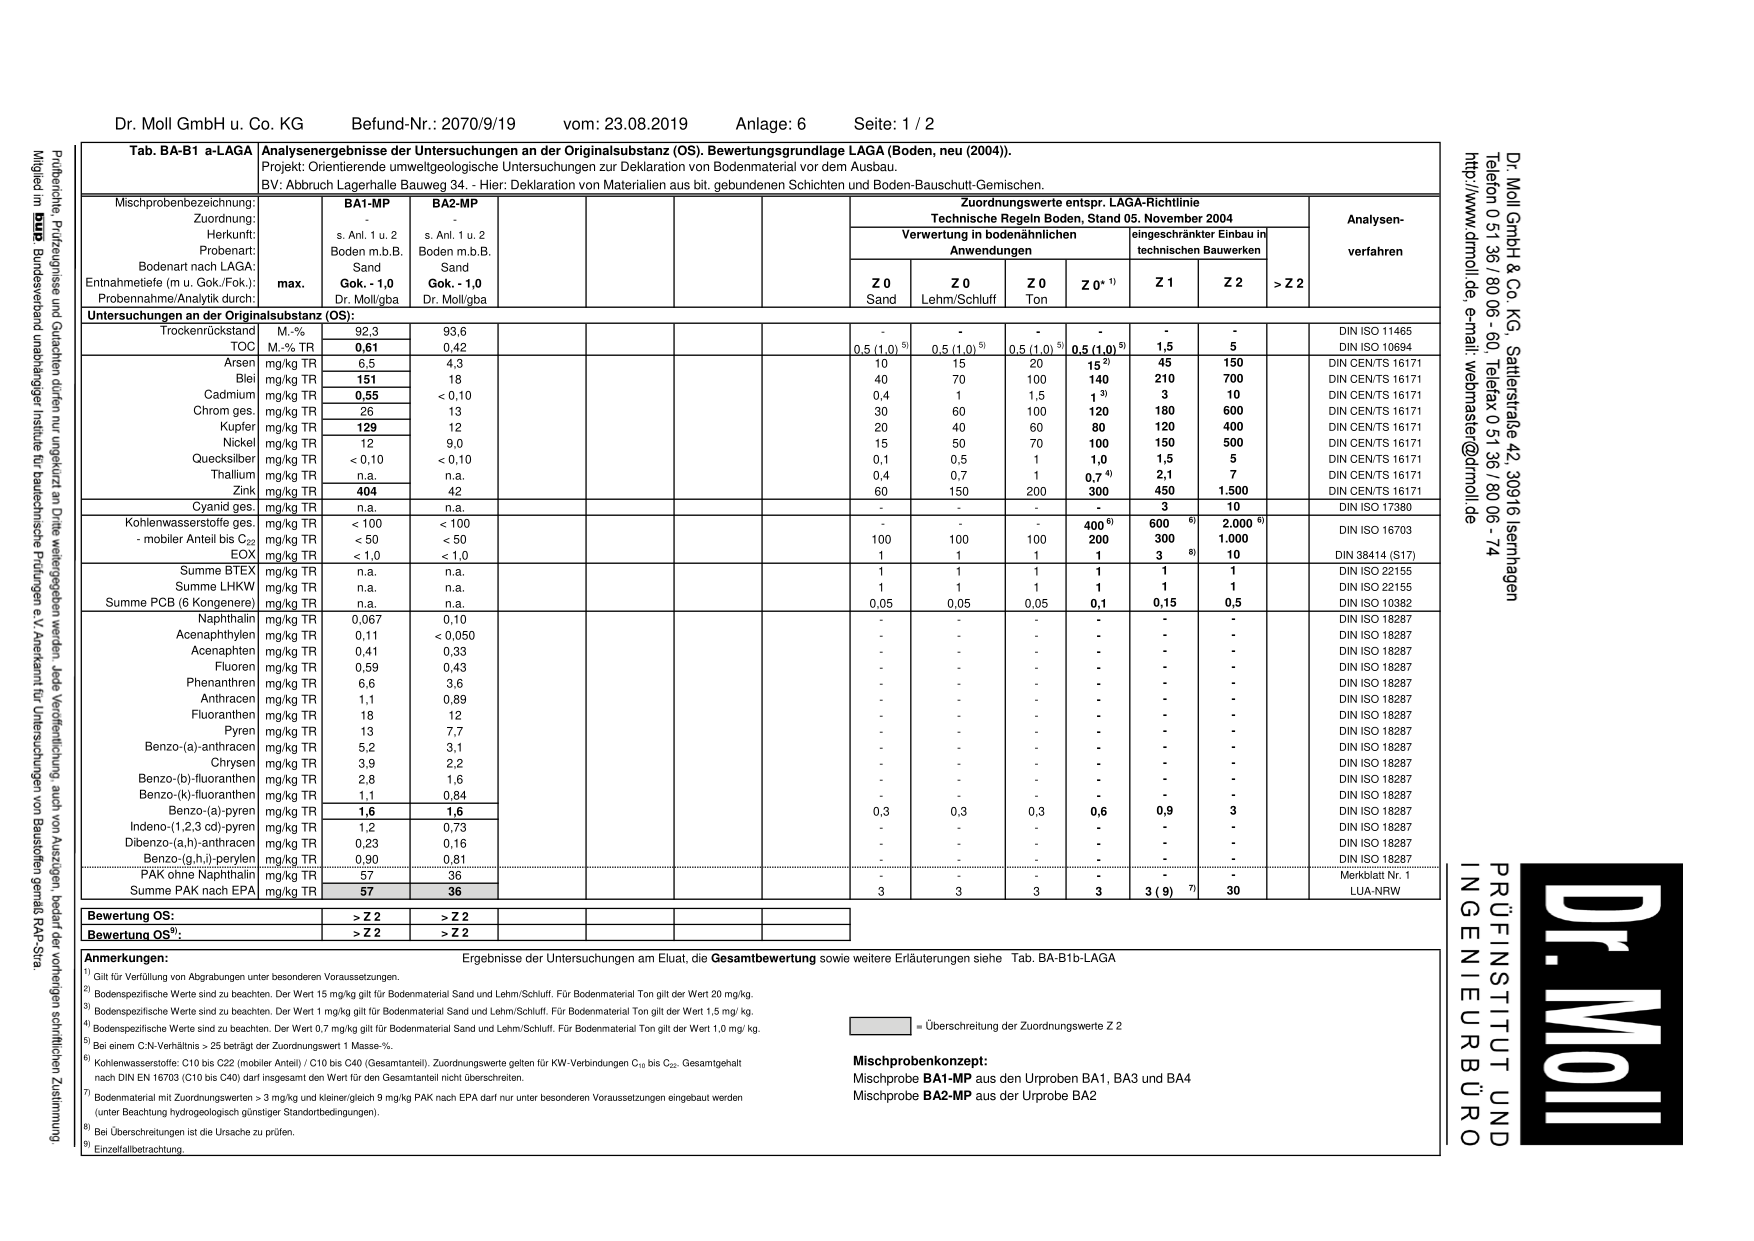 Dr. Moll GmbH u. Co. KG Befund-Nr.: 2070/9/19 vom: 23.08.2019 Anlage: 6 Seite: 1 / 2
Tab. BA-B1 a-LAGA Analysenergebnisse der Untersuchungen an der Originalsubstanz (OS). Bewertungsgrundlage LAGA (Boden, neu (2004)).
Projekt: Orientierende umweltgeologische Untersuchungen zur Deklaration von Bodenmaterial vor dem Ausbau.
BV: Abbruch Lagerhalle Bauweg 34. - Hier: Deklaration von Materialien aus bit. gebundenen Schichten und Boden-Bauschutt-Gemischen.
Mischprobenbezeichnung: BA1-MP BA2-MP Zuordnungswerte entspr. LAGA-Richtlinie
Zuordnung: - - Technische Regeln Boden, Stand 05. November 2004 Analysen-
Herkunft: s. Anl. 1 u. 2 s. Anl. 1 u. 2 Verwertung in bodenähnlichen eingeschränkter Einbau in
Probenart: Boden m.b.B. Boden m.b.B. Anwendungen technischen Bauwerken verfahren
Bodenart nach LAGA: Sand Sand
Entnahmetiefe (m u. Gok./Fok.): max. Gok. - 1,0 Gok. - 1,0 Z 0 Z 0 Z 0 Z 0* 1) Z 1 Z 2 > Z 2
Probennahme/Analytik durch: Dr. Moll/gba Dr. Moll/gba Sand Lehm/Schluff Ton
Untersuchungen an der Originalsubstanz (OS):
Trockenrückstand M.-% 92,3 93,6 - - - - - - DIN ISO 11465
TOC M.-% TR 0,61 0,42 0,5 (1,0) 5) 0,5 (1,0) 5) 0,5 (1,0) 5) 0,5 (1,0) 5) 1,5 5 DIN ISO 10694
Arsen mg/kg TR 6,5 4,3 10 15 20 15 2) 45 150 DIN CEN/TS 16171
Blei mg/kg TR 151 18 40 70 100 140 210 700 DIN CEN/TS 16171
Cadmium mg/kg TR 0,55 < 0,10 0,4 1 1,5 1 3) 3 10 DIN CEN/TS 16171
Chrom ges. mg/kg TR 26 13 30 60 100 120 180 600 DIN CEN/TS 16171
Kupfer mg/kg TR 129 12 20 40 60 80 120 400 DIN CEN/TS 16171
Nickel mg/kg TR 12 9,0 15 50 70 100 150 500 DIN CEN/TS 16171
Quecksilber mg/kg TR < 0,10 < 0,10 0,1 0,5 1 1,0 1,5 5 DIN CEN/TS 16171
Thallium mg/kg TR n.a. n.a. 0,4 0,7 1 0,7 4) 2,1 7 DIN CEN/TS 16171
Zink mg/kg TR 404 42 60 150 200 300 450 1.500 DIN CEN/TS 16171
Cyanid ges. mg/kg TR n.a. n.a. - - - - 3 10 DIN ISO 17380
Kohlenwasserstoffe ges. mg/kg TR < 100 < 100 - - - 400 6) 600 6) 2.000 6) DIN ISO 16703
- mobiler Anteil bis C22 mg/kg TR < 50 < 50 100 100 100 200 300 1.000
EOX mg/kg TR < 1,0 < 1,0 1 1 1 1 3 8) 10 DIN 38414 (S17)
Summe BTEX mg/kg TR n.a. n.a. 1 1 1 1 1 1 DIN ISO 22155
Summe LHKW mg/kg TR n.a. n.a. 1 1 1 1 1 1 DIN ISO 22155
Summe PCB (6 Kongenere) mg/kg TR n.a. n.a. 0,05 0,05 0,05 0,1 0,15 0,5 DIN ISO 10382
Naphthalin mg/kg TR 0,067 0,10 - - - - - - DIN ISO 18287
Acenaphthylen mg/kg TR 0,11 < 0,050 - - - - - - DIN ISO 18287
Acenaphten mg/kg TR 0,41 0,33 - - - - - - DIN ISO 18287
Fluoren mg/kg TR 0,59 0,43 - - - - - - DIN ISO 18287
Phenanthren mg/kg TR 6,6 3,6 - - - - - - DIN ISO 18287
Anthracen mg/kg TR 1,1 0,89 - - - - - - DIN ISO 18287
Fluoranthen mg/kg TR 18 12 - - - - - - DIN ISO 18287
Pyren mg/kg TR 13 7,7 - - - - - - DIN ISO 18287
Benzo-(a)-anthracen mg/kg TR 5,2 3,1 - - - - - - DIN ISO 18287
Chrysen mg/kg TR 3,9 2,2 - - - - - - DIN ISO 18287
Benzo-(b)-fluoranthen mg/kg TR 2,8 1,6 - - - - - - DIN ISO 18287
Benzo-(k)-fluoranthen mg/kg TR 1,1 0,84 - - - - - - DIN ISO 18287
Benzo-(a)-pyren mg/kg TR 1,6 1,6 0,3 0,3 0,3 0,6 0,9 3 DIN ISO 18287
Indeno-(1,2,3 cd)-pyren mg/kg TR 1,2 0,73 - - - - - - DIN ISO 18287
Dibenzo-(a,h)-anthracen mg/kg TR 0,23 0,16 - - - - - - DIN ISO 18287
Benzo-(g,h,i)-perylen mg/kg TR 0,90 0,81 - - - - - - DIN ISO 18287
PAK ohne Naphthalin mg/kg TR 57 36 - - - - - - Merkblatt Nr. 1
Summe PAK nach EPA mg/kg TR 57 36 3 3 3 3 3 ( 9) 7) 30 LUA-NRW
Bewertung OS: > Z 2 > Z 2
Bewertung OS9): > Z 2 > Z 2
Anmerkungen: Ergebnisse der Untersuchungen am Eluat, die Gesamtbewertung sowie weitere Erläuterungen siehe Tab. BA-B1b-LAGA
1) Gilt für Verfüllung von Abgrabungen unter besonderen Voraussetzungen.
2) Bodenspezifische Werte sind zu beachten. Der Wert 15 mg/kg gilt für Bodenmaterial Sand und Lehm/Schluff. Für Bodenmaterial Ton gilt der Wert 20 mg/kg.
3) Bodenspezifische Werte sind zu beachten. Der Wert 1 mg/kg gilt für Bodenmaterial Sand und Lehm/Schluff. Für Bodenmaterial Ton gilt der Wert 1,5 mg/ kg.
4) Bodenspezifische Werte sind zu beachten. Der Wert 0,7 mg/kg gilt für Bodenmaterial Sand und Lehm/Schluff. Für Bodenmaterial Ton gilt der Wert 1,0 mg/ kg.
5) Bei einem C:N-Verhältnis > 25 beträgt der Zuordnungswert 1 Masse-%.
6) Kohlenwasserstoffe: C10 bis C22 (mobiler Anteil) / C10 bis C40 (Gesamtanteil). Zuordnungswerte gelten für KW-Verbindungen C10 bis C22. Gesamtgehalt
nach DIN EN 16703 (C10 bis C40) darf insgesamt den Wert für den Gesamtanteil nicht überschreiten.
7) Bodenmaterial mit Zuordnungswerten > 3 mg/kg und kleiner/gleich 9 mg/kg PAK nach EPA darf nur unter besonderen Voraussetzungen eingebaut werden
(unter Beachtung hydrogeologisch günstiger Standortbedingungen).
8) Bei Überschreitungen ist die Ursache zu prüfen.
9) Einzelfallbetrachtung.
= Überschreitung der Zuordnungswerte Z 2
Mischprobenkonzept:
Mischprobe BA1-MP aus den Urproben BA1, BA3 und BA4
Mischprobe BA2-MP aus der Urprobe BA2
Prüfberichte, Prüfzeugnisse und Gutachten dürfen nur ungekürzt an Dritte weitergegeben werden. Jede Veröffentlichung, auch von Auszügen, bedarf der vorherigen schriftlichen Zustimmung.
Mitglied im bup. Bundesverband unabhängiger Institute für bautechnische Prüfungen e.V. Anerkannt für Untersuchungen von Baustoffen gemäß RAP-Stra.
Dr. Moll GmbH & Co. KG, Sattlerstraße 42, 30916 Isernhagen
Telefon 0 51 36 / 80 06 - 60, Telefax 0 51 36 / 80 06 - 74
http://www.drmoll.de, e-mail: webmaster@drmoll.de
Dr. Moll
PRÜFINSTITUT UND
INGENIEURBÜRO